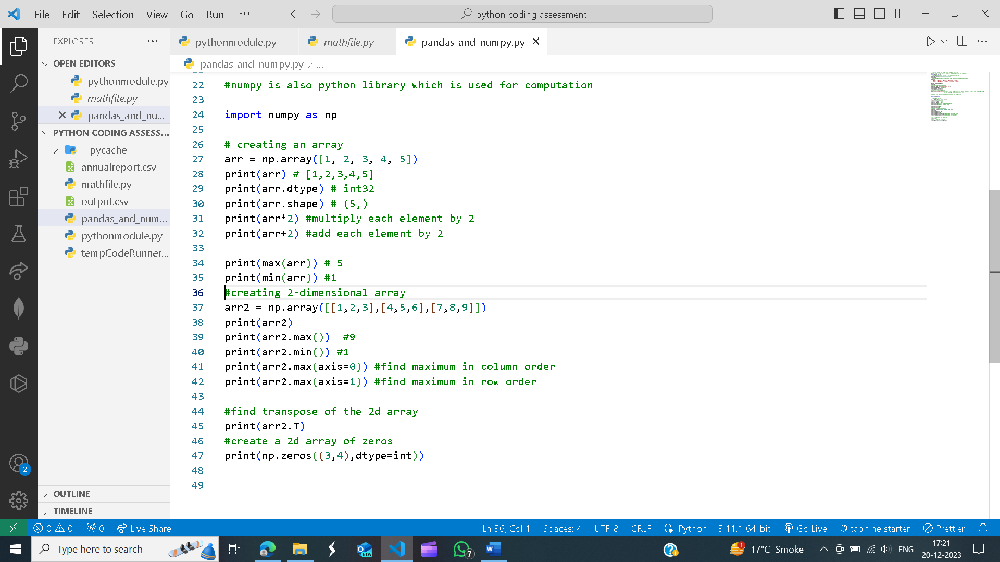 File Edit Selection View Go Run ··· python coding assessment
EXPLORER ···
OPEN EDITORS
pythonmodule.py
mathfile.py
pandas_and_nu...
PYTHON CODING ASSESS...
__pycache__
annualreport.csv
mathfile.py
output.csv
pandas_and_num...
pythonmodule.py
tempCodeRunner...
OUTLINE
TIMELINE
pythonmodule.py mathfile.py pandas_and_numpy.py
pandas_and_numpy.py > ...
22 #numpy is also python library which is used for computation
23
24 import numpy as np
25
26 # creating an array
27 arr = np.array([1, 2, 3, 4, 5])
28 print(arr) # [1,2,3,4,5]
29 print(arr.dtype) # int32
30 print(arr.shape) # (5,)
31 print(arr*2) #multiply each element by 2
32 print(arr+2) #add each element by 2
33
34 print(max(arr)) # 5
35 print(min(arr)) #1
36 #creating 2-dimensional array
37 arr2 = np.array([[1,2,3],[4,5,6],[7,8,9]])
38 print(arr2)
39 print(arr2.max())  #9
40 print(arr2.min()) #1
41 print(arr2.max(axis=0)) #find maximum in column order
42 print(arr2.max(axis=1)) #find maximum in row order
43
44 #find transpose of the 2d array
45 print(arr2.T)
46 #create a 2d array of zeros
47 print(np.zeros((3,4),dtype=int))
48
49
2
0 0 0 Live Share Ln 36, Col 1 Spaces: 4 UTF-8 CRLF Python 3.11.1 64-bit Go Live tabnine starter Prettier
Type here to search NEW 7 1 17°C Smoke ENG 17:21
20-12-2023